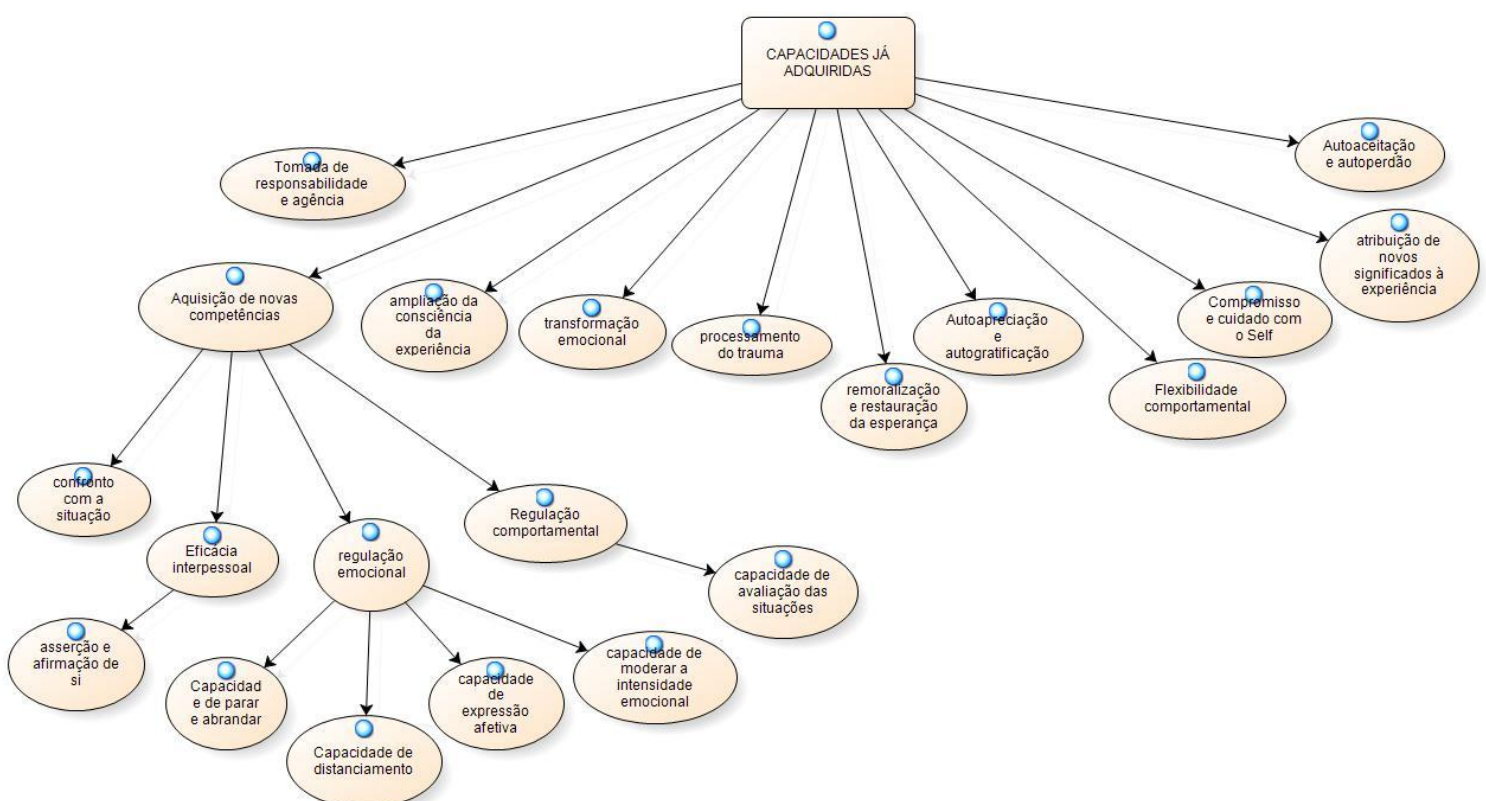 CAPACIDADES JÁ
ADQUIRIDAS
Tomada de
responsabilidade
e agência
Autoaceitação
e autoperdão
atribuição de
novos
significados à
experiência
Aquisição de novas
competências
ampliação da
consciência
da
experiência
transformação
emocional
processamento
do trauma
remoralização
e restauração
da esperança
Autoapreciação
e
autogratificação
Flexibilidade
comportamental
Compromisso
e cuidado com
o Self
confronto
com a
situação
Eficácia
interpessoal
regulação
emocional
Regulação
comportamental
capacidade de
avaliação das
situações
asserção e
afirmação de
si
Capacidad
e de parar
e abrandar
Capacidade de
distanciamento
capacidade
de
expressão
afetiva
capacidade de
moderar a
intensidade
emocional